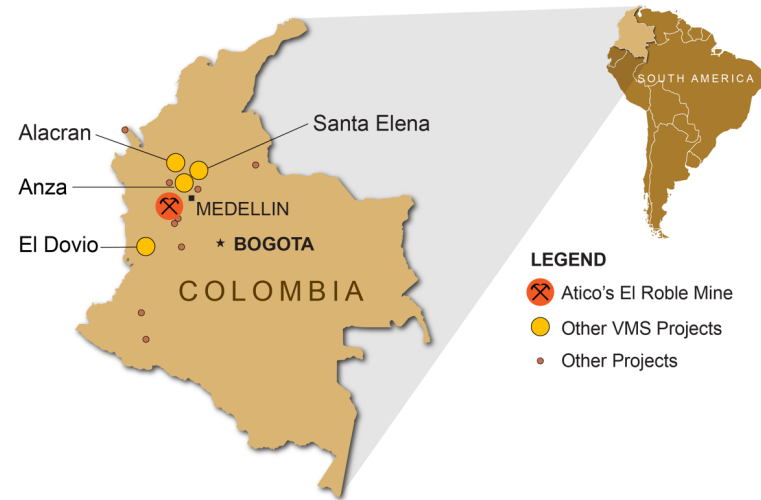 SOUTH AMERICA
Alacran
Santa Elena
Anza
MEDELLIN
El Dovio
BOGOTA
COLOMBIA
LEGEND
Atico's El Roble Mine
Other VMS Projects
Other Projects